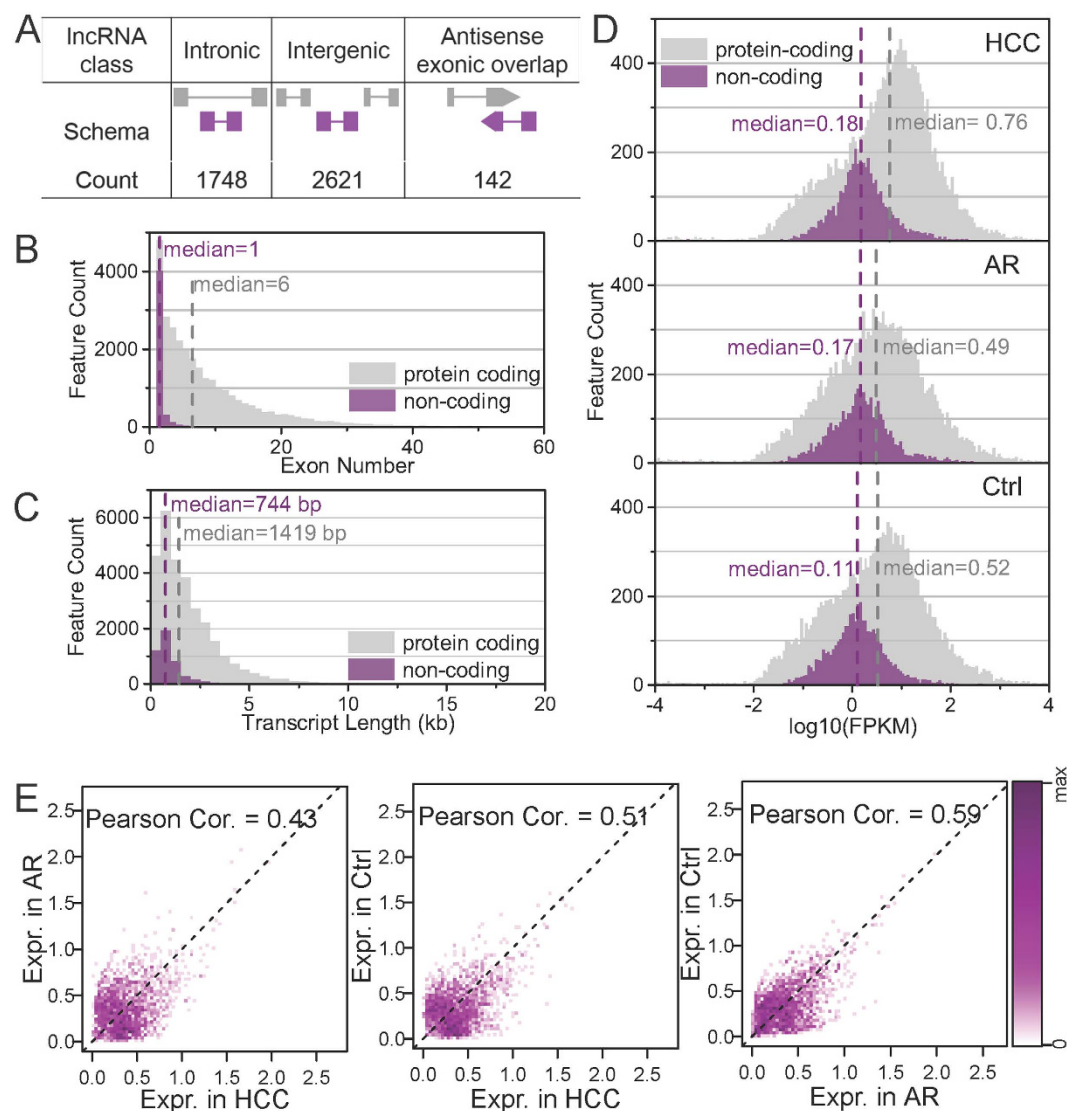 A
lncRNA class
Intronic
Intergenic
Antisense exonic overlap
Schema
Count
1748
2621
142
B
median=1
median=6
4000
2000
0
Feature Count
protein coding
non-coding
0
20
40
60
Exon Number
C
median=744 bp
median=1419 bp
6000
4000
2000
0
Feature Count
protein coding
non-coding
0
5
10
15
20
Transcript Length (kb)
D
protein-coding
non-coding
HCC
400
200
0
median=0.18
median= 0.76
AR
400
200
0
median=0.17
median=0.49
Feature Count
Ctrl
400
200
0
median=0.11
median=0.52
-4
-2
0
2
4
log10(FPKM)
E
Pearson Cor. = 0.43
2.5
2.0
1.5
1.0
0.5
0.0
Expr. in AR
0.0 0.5 1.0 1.5 2.0 2.5
Expr. in HCC
Pearson Cor. = 0.51
2.5
2.0
1.5
1.0
0.5
0.0
Expr. in Ctrl
0.0 0.5 1.0 1.5 2.0 2.5
Expr. in HCC
Pearson Cor. = 0.59
2.5
2.0
1.5
1.0
0.5
0.0
Expr. in Ctrl
0.0 0.5 1.0 1.5 2.0 2.5
Expr. in AR
max
0